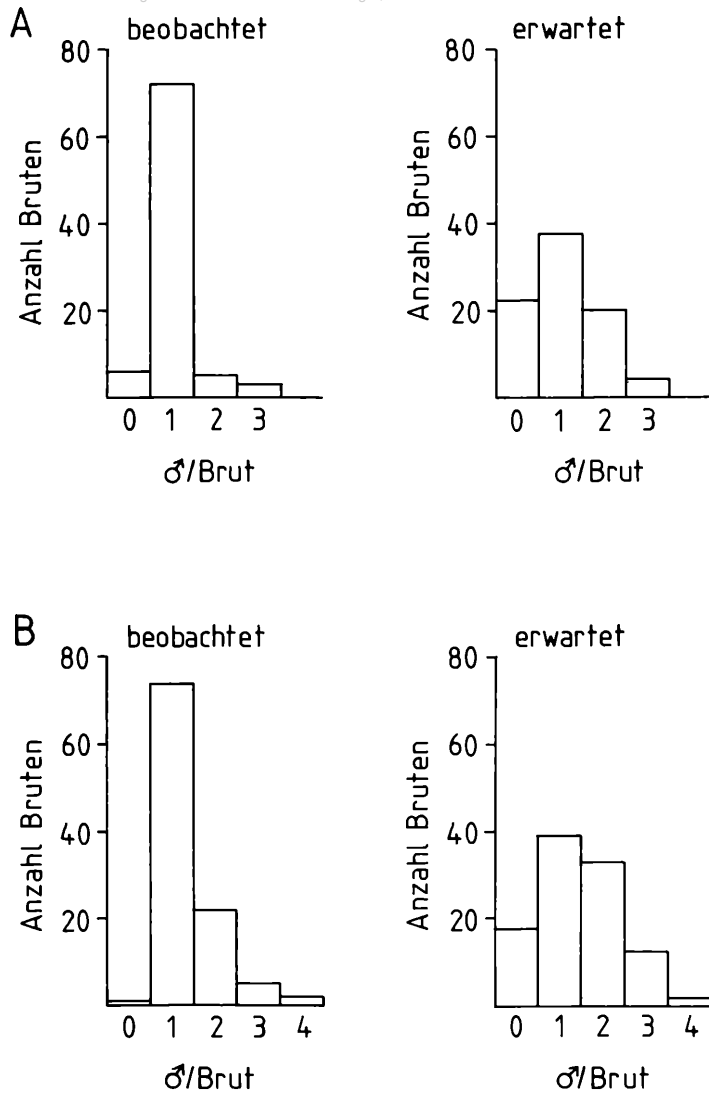 A
beobachtet
erwartet
80
60
40
20
Anzahl Bruten
0 1 2 3
♂/Brut
80
60
40
20
Anzahl Bruten
0 1 2 3
♂/Brut
B
beobachtet
erwartet
80
60
40
20
Anzahl Bruten
0 1 2 3 4
♂/Brut
80
60
40
20
Anzahl Bruten
0 1 2 3 4
♂/Brut